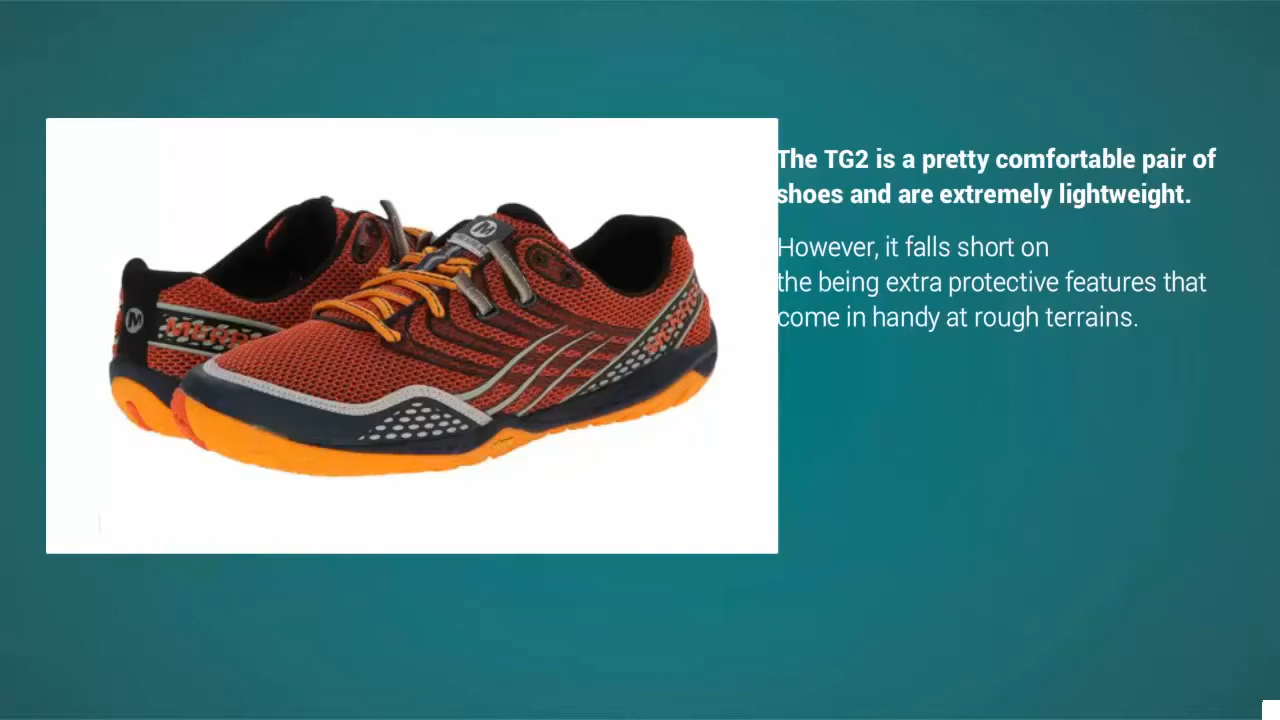 The TG2 is a pretty comfortable pair of
shoes and are extremely lightweight.
However, it falls short on
the being extra protective features that
come in handy at rough terrains.